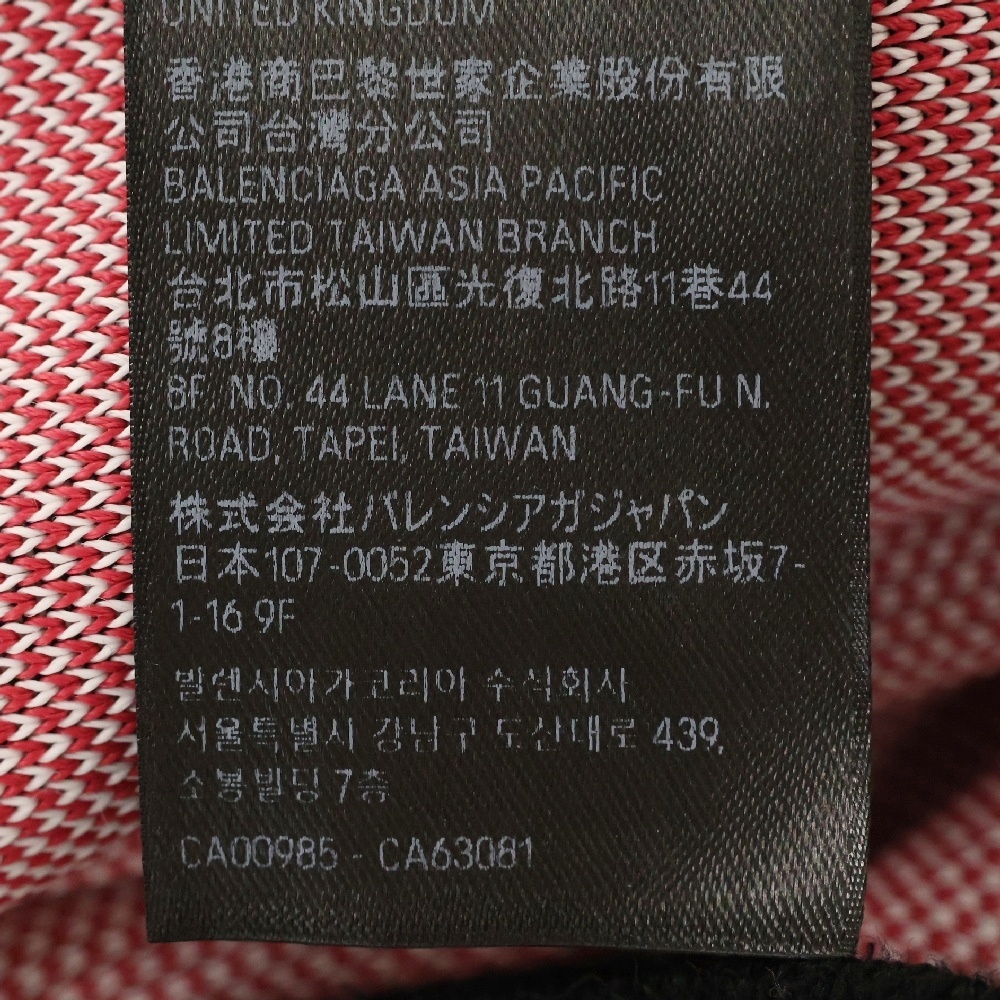 UNITED KINGDOM
香港商巴黎世家企業股份有限
公司台灣分公司
BALENCIAGA ASIA PACIFIC
LIMITED TAIWAN BRANCH
台北市松山區光復北路11巷44
號8樓
8F, NO. 44 LANE 11 GUANG-FU N.
ROAD, TAPEI, TAIWAN
株式会社バレンシアガジャパン
日本107-0052東京都港区赤坂7-
1-16 9F
발렌시아가코리아 주식회사
서울특별시 강남구 도산대로 439,
소봉빌딩 7층
CA00985 - CA63081